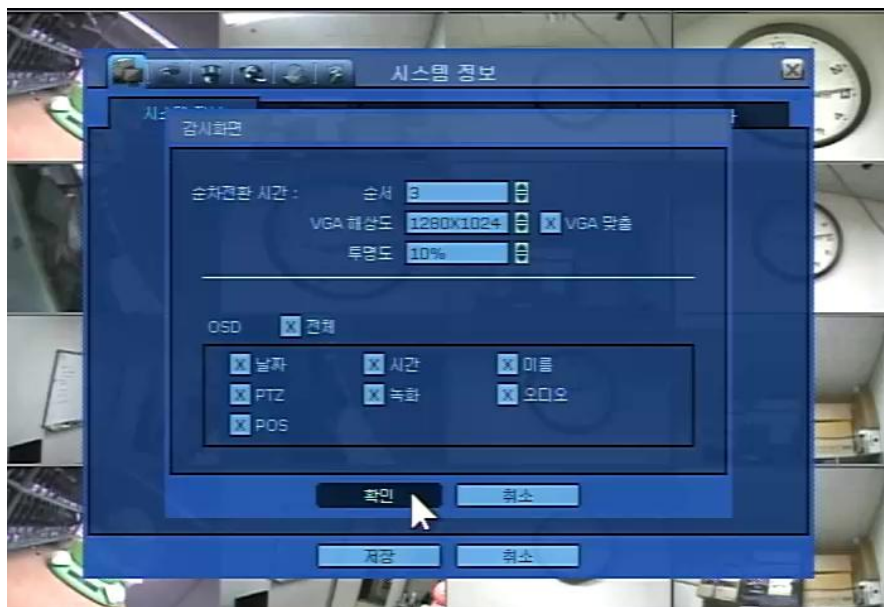 시스템 정보
감시화면
순차전환 시간 : 순서 3
VGA 해상도 1280X1024 X VGA 맞춤
투명도 10%
OSD X 전체
X 날짜 X 시간 X 이름
X PTZ X 녹화 X 오디오
X POS
확인 취소
저장 취소